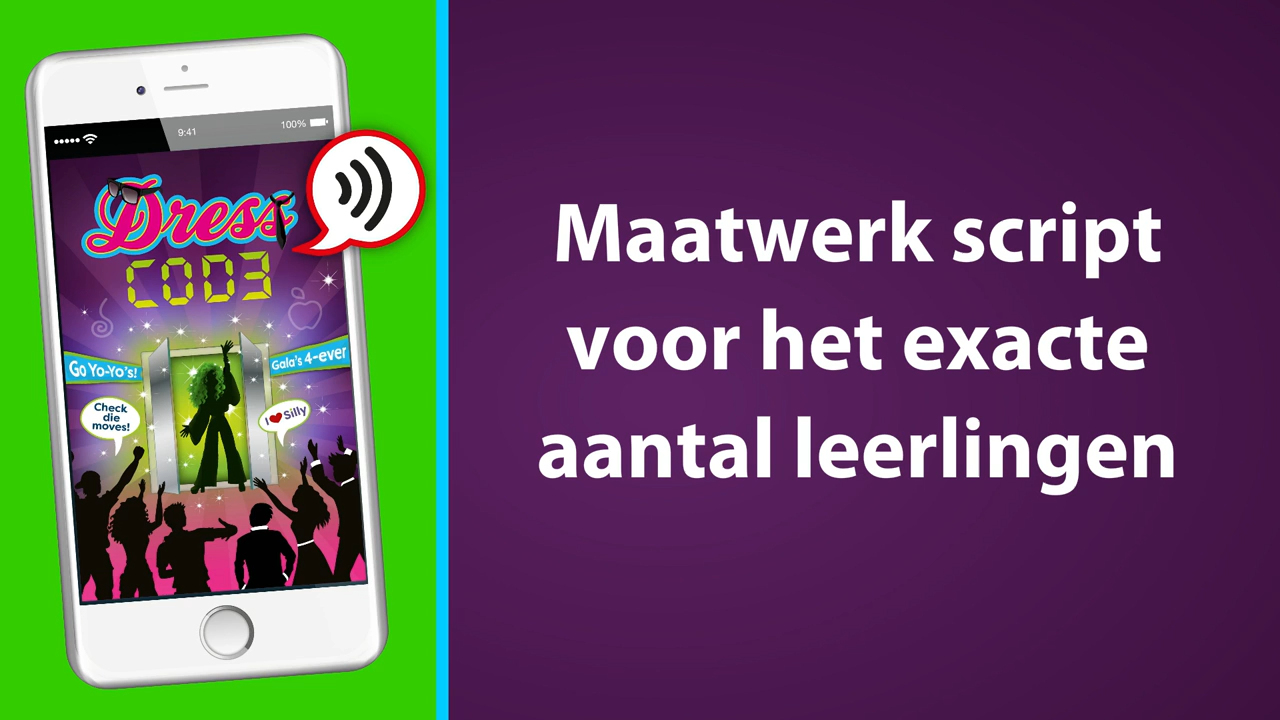 9:41
100%
Dress
COD3
Go Yo-Yo's!
Gala's 4-ever
Check
die
moves!
I ❤ Silly
Maatwerk script
voor het exacte
aantal leerlingen